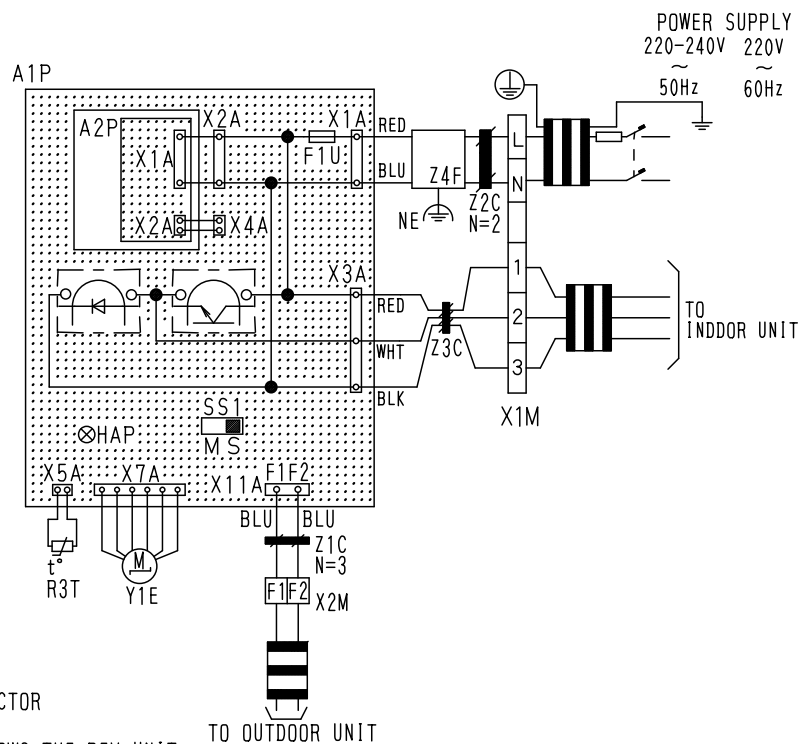 POWER SUPPLY
220-240V 220V
~ ~
50Hz 60Hz
A1P
A2P
X2A
X1A
RED
X1A
F1U
BLU
Z4F
L
N
Z2C
N=2
NE
X2A
X4A
X3A
RED
WHT
BLK
Z3C
1
2
3
X1M
TO
INDDOR UNIT
SS1
M S
HAP
X5A
X7A
X11A
F1F2
BLU BLU
Z1C
N=3
t°
R3T
M
Y1E
F1 F2
X2M
CTOR
TO OUTDOOR UNIT